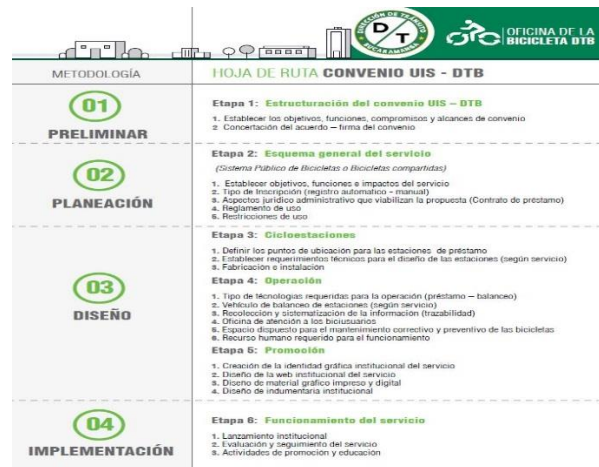 DIRECCIÓN DE TRÁNSITO
DT
BUCARAMANGA
OFICINA DE LA
BICICLETA DTB
METODOLOGÍA
HOJA DE RUTA CONVENIO UIS - DTB
01
PRELIMINAR
Etapa 1: Estructuración del convenio UIS – DTB
1. Establecer los objetivos, funciones, compromisos y alcances de convenio
2 Concertación del acuerdo – firma del convenio
02
PLANEACIÓN
Etapa 2: Esquema general del servicio
(Sistema Público de Bicicletas o Bicicletas compartidas)
1. Establecer objetivos, funciones e impactos del servicio
2. Tipo de Inscripción (registro automatico - manual)
3. Aspectos jurídico administrativo que viabilizan la propuesta (Contrato de préstamo)
4. Reglamento de uso
5. Restricciones de uso
03
DISEÑO
Etapa 3: Cicloestaciones
1. Definir los puntos de ubicación para las estaciones de préstamo
2. Establecer requerimientos técnicos para el diseño de las estaciones (según servicio)
3. Fabricación e instalación
Etapa 4: Operación
1. Tipo de técnologías requeridas para la operación (préstamo – balanceo)
2. Vehículo de balanceo de estaciones (según servicio)
3. Recolección y sistematización de la información (trazabilidad)
4. Oficina de atención a los biciusuarios
5. Espacio dispuesto para el mantenimiento correctivo y preventivo de las bicicletas
6. Recurso humano requerido para el funcionamiento
Etapa 5: Promoción
1. Creación de la identidad gráfica institucional del servicio
2. Diseño de la web institucional del servicio
3. Diseño de material gráfico impreso y digital
4. Diseño de indumentaria institucional
04
IMPLEMENTACIÓN
Etapa 6: Funcionamiento del servicio
1. Lanzamiento institucional
2. Evaluación y seguimiento del servicio
3. Actividades de promoción y educación